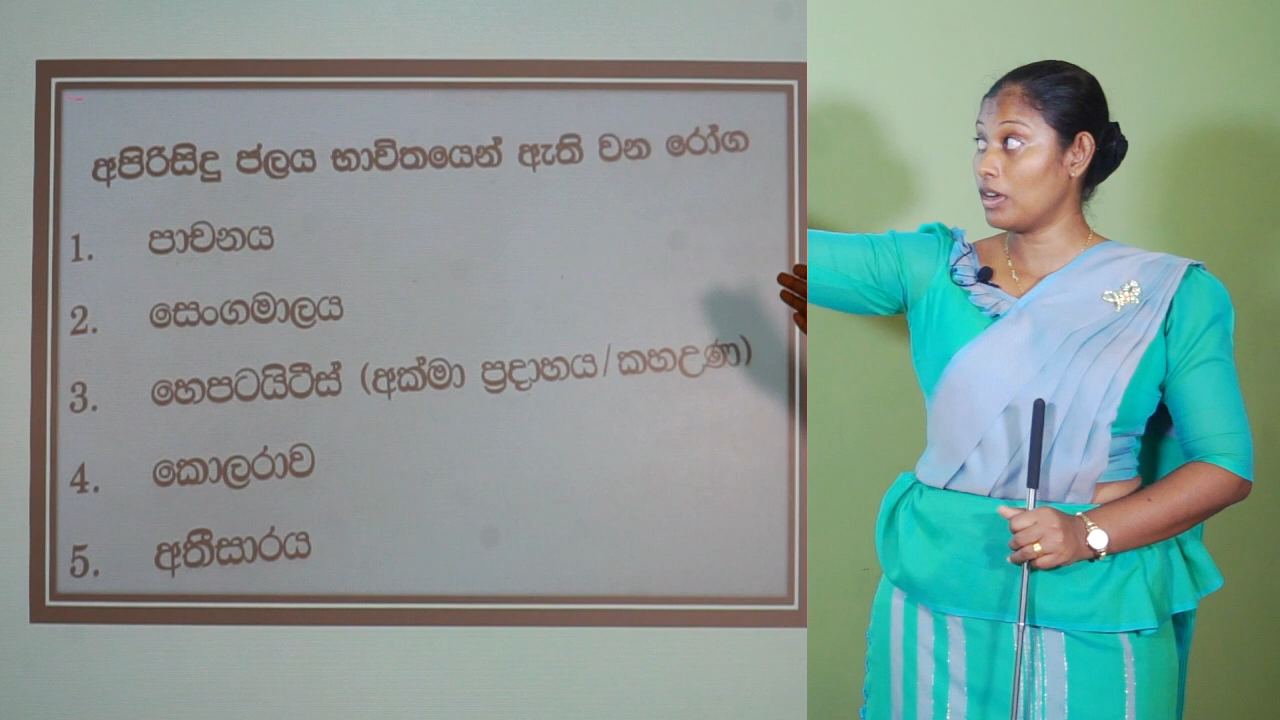 අපිරිසිදු ජලය භාවිතයෙන් ඇති වන රෝග
1. පාචනය
2. සෙංගමාලය
3. හෙපටයිටීස් (අක්මා ප්‍රදාහය/කහඋණ)
4. කොලරාව
5. අතීසාරය